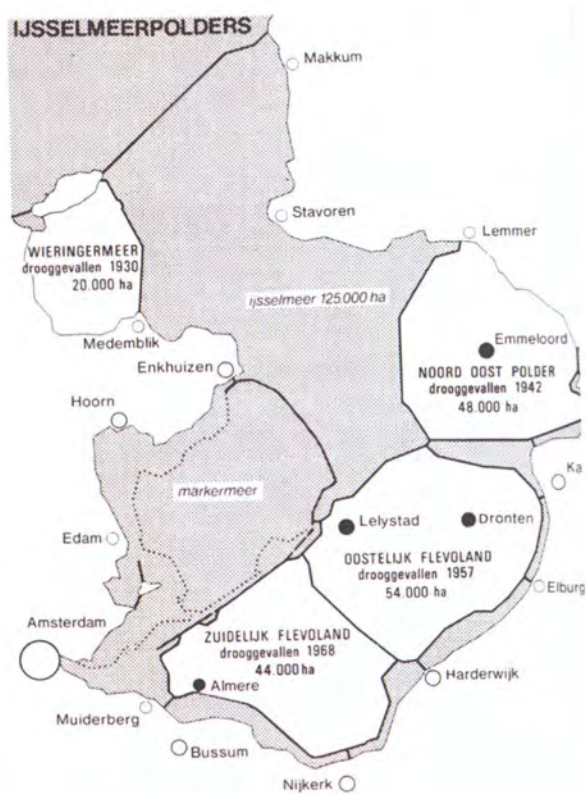 IJSSELMEERPOLDERS
Makkum
Stavoren
Lemmer
WIERINGERMEER
drooggevallen 1930
20.000 ha
ijsselmeer 125.000 ha
Medemblik
Emmeloord
Enkhuizen
NOORD OOST POLDER
drooggevallen 1942
48.000 ha
Hoorn
Ka
markermeer
Lelystad
Dronten
Edam
OOSTELIJK FLEVOLAND
drooggevallen 1957
54.000 ha
Elburg
Amsterdam
ZUIDELIJK FLEVOLAND
drooggevallen 1968
44.000 ha
Harderwijk
Almere
Muiderberg
Bussum
Nijkerk